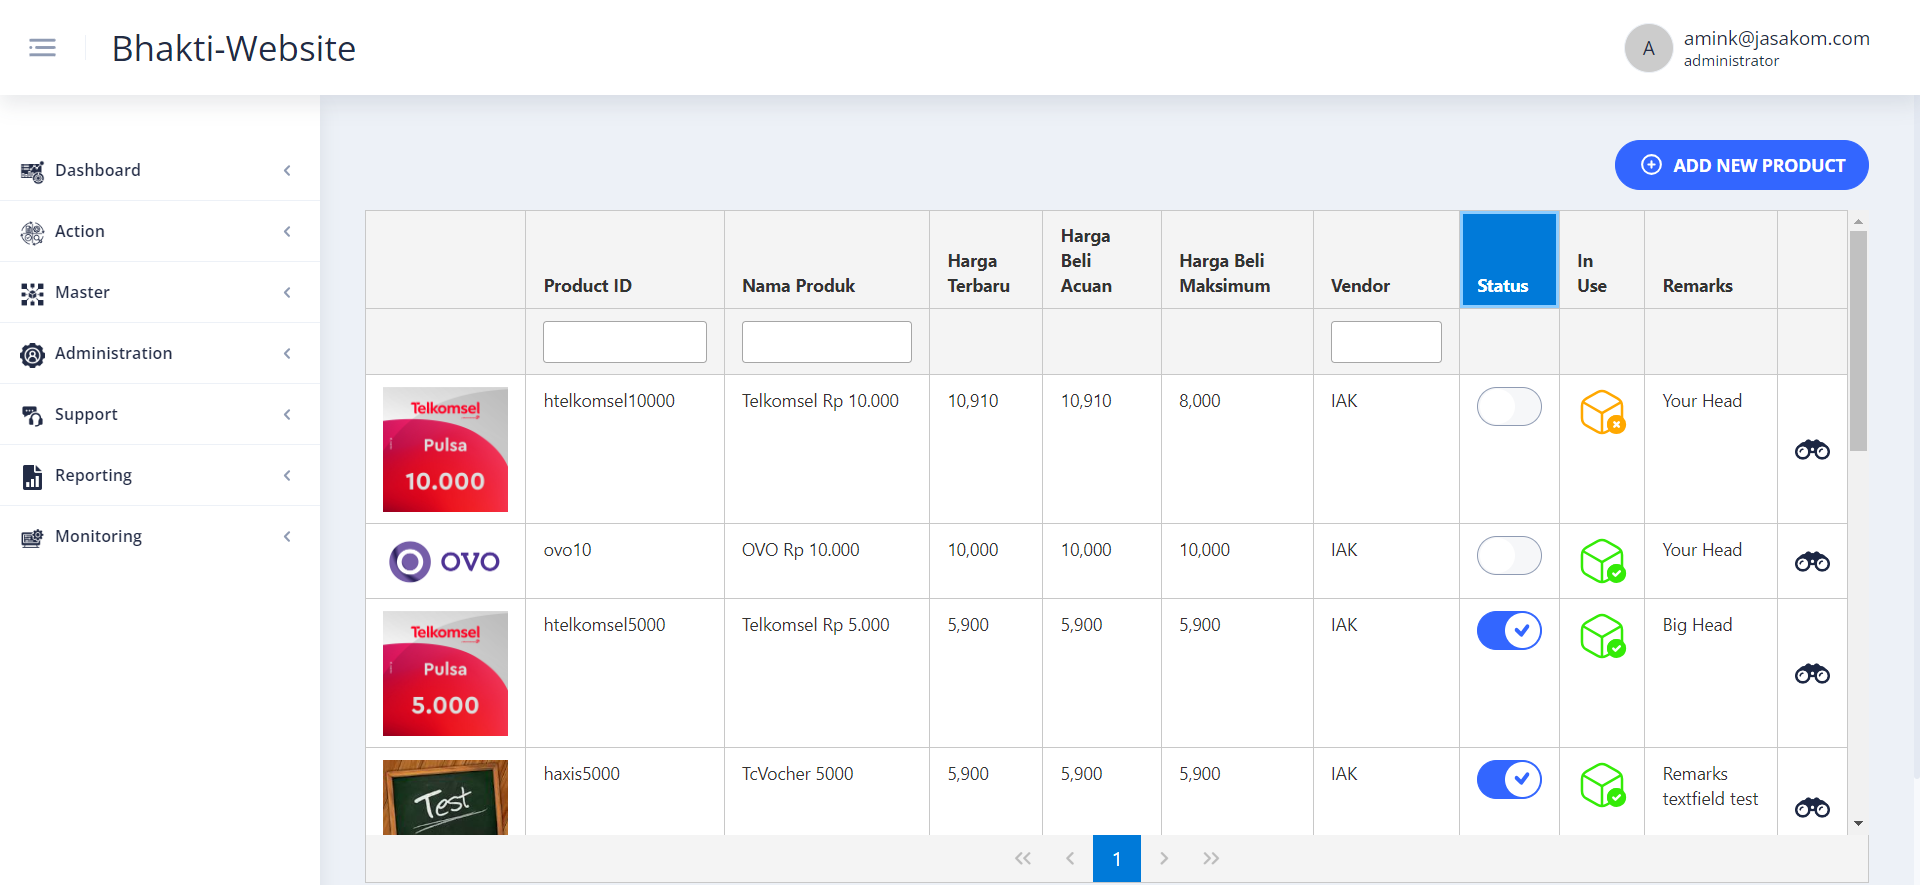 Bhakti-Website
A
amink@jasakom.com
administrator
Dashboard
Action
Master
Administration
Support
Reporting
Monitoring
ADD NEW PRODUCT
Product ID
Nama Produk
Harga
Terbaru
Harga
Beli
Acuan
Harga Beli
Maksimum
Vendor
Status
In
Use
Remarks
Telkomsel
Pulsa
10.000
htelkomsel10000
Telkomsel Rp 10.000
10,910
10,910
8,000
IAK
Your Head
OVO
ovo10
OVO Rp 10.000
10,000
10,000
10,000
IAK
Your Head
Telkomsel
Pulsa
5.000
htelkomsel5000
Telkomsel Rp 5.000
5,900
5,900
5,900
IAK
Big Head
Test
haxis5000
TcVocher 5000
5,900
5,900
5,900
IAK
Remarks
textfield test
1